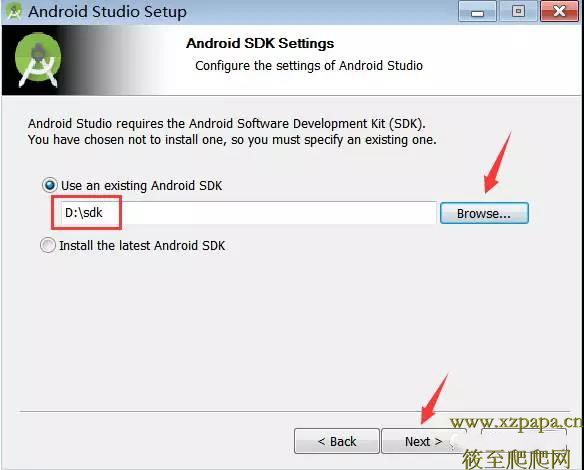 Android Studio Setup
Android SDK Settings
Configure the settings of Android Studio
Android Studio requires the Android Software Development Kit (SDK).
You have chosen not to install one, so you must specify an existing one.
Use an existing Android SDK
D:\sdk
Browse...
Install the latest Android SDK
www.xzpapa.cn
< Back
Next >
筱至爬爬网